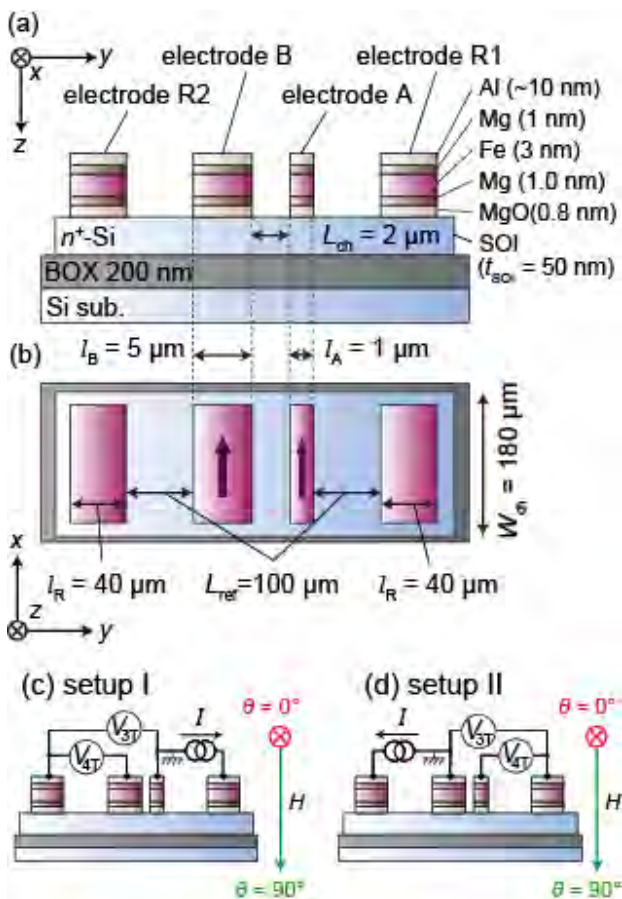 (a)
x
y
z
electrode R2
electrode B
electrode A
electrode R1
Al (~10 nm)
Mg (1 nm)
Fe (3 nm)
Mg (1.0 nm)
MgO(0.8 nm)
SOI
(tSOI = 50 nm)
n+-Si
Lch = 2 μm
BOX 200 nm
Si sub.
(b)
lB = 5 μm
lA = 1 μm
= 180 μm
x
z
y
lR = 40 μm
Lref=100 μm
lR = 40 μm
(c) setup I
V3T
V4T
I
θ = 0°
H
θ = 90°
(d) setup II
I
V3T
V4T
θ = 0°
H
θ = 90°